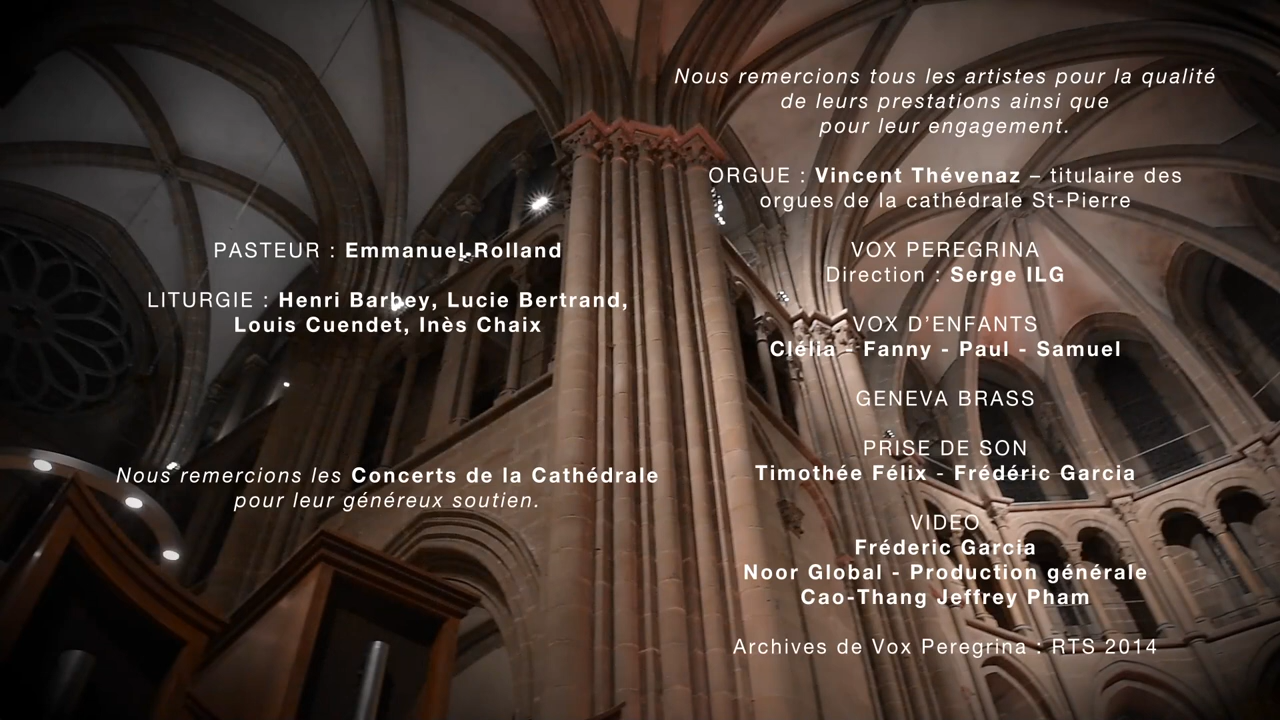 PASTEUR : Emmanuel Rolland
LITURGIE : Henri Barbey, Lucie Bertrand,
Louis Cuendet, Inès Chaix
Nous remercions les Concerts de la Cathédrale
pour leur généreux soutien.
Nous remercions tous les artistes pour la qualité
de leurs prestations ainsi que
pour leur engagement.
ORGUE : Vincent Thévenaz – titulaire des
orgues de la cathédrale St-Pierre
VOX PEREGRINA
Direction : Serge ILG
VOX D’ENFANTS
Clélia - Fanny - Paul - Samuel
GENEVA BRASS
PRISE DE SON
Timothée Félix - Frédéric Garcia
VIDEO
Fréderic Garcia
Noor Global - Production générale
Cao-Thang Jeffrey Pham
Archives de Vox Peregrina : RTS 2014